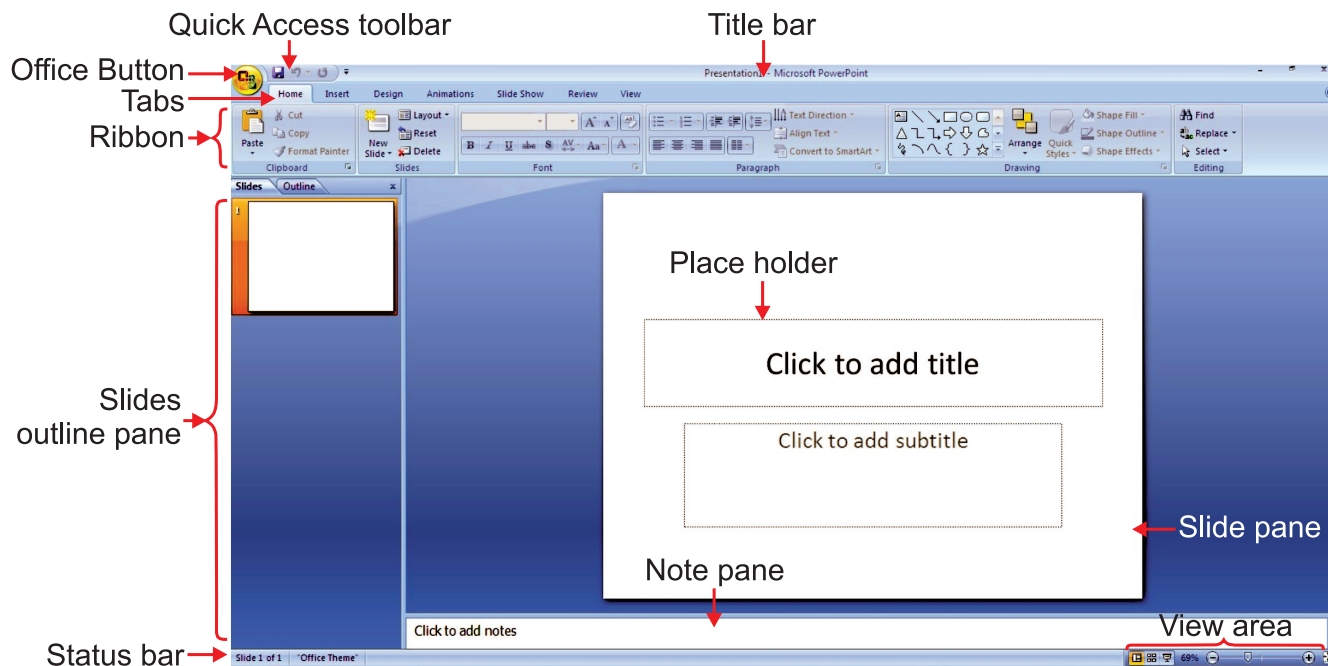 Quick Access toolbar
Title bar
Office Button
Presentation1 - Microsoft PowerPoint
Tabs
Home Insert Design Animations Slide Show Review View
Ribbon
Paste
Cut
Copy
Format Painter
Clipboard
New
Slide
Layout
Reset
Delete
Slides
B I U abc S AV Aa A
A A
Font
Text Direction
Align Text
Convert to SmartArt
Paragraph
Arrange
Quick
Styles
Shape Fill
Shape Outline
Shape Effects
Drawing
Find
Replace
Select
Editing
Slides Outline x
1
Place holder
Click to add title
Click to add subtitle
Slides
outline pane
Slide pane
Note pane
Click to add notes
View area
Status bar
Slide 1 of 1 "Office Theme"
69%